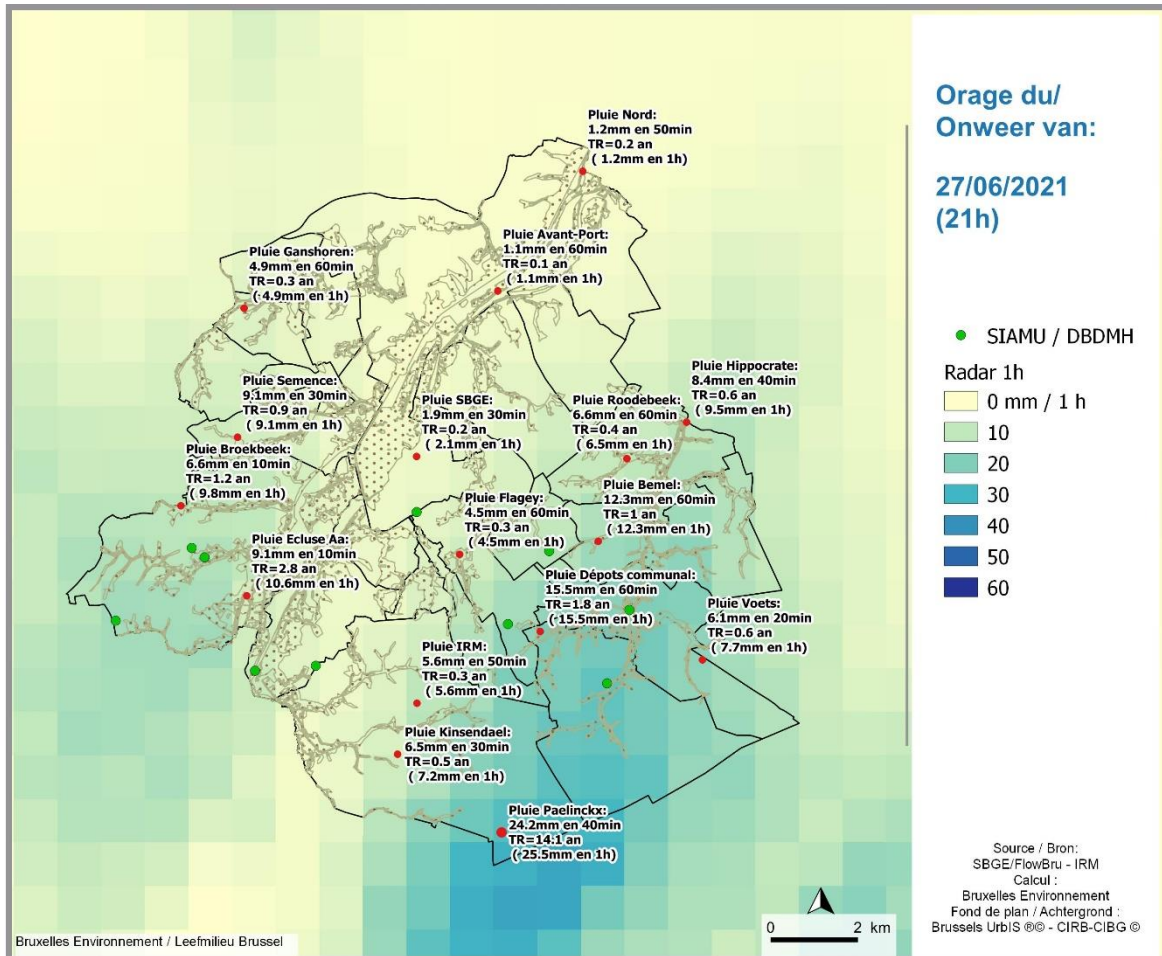 Orage du/
Onweer van:
27/06/2021
(21h)
Pluie Nord:
1.2mm en 50min
TR=0.2 an
( 1.2mm en 1h)
Pluie Avant-Port:
1.1mm en 60min
TR=0.1 an
( 1.1mm en 1h)
Pluie Ganshoren:
4.9mm en 60min
TR=0.3 an
( 4.9mm en 1h)
Pluie Semence:
9.1mm en 30min
TR=0.9 an
( 9.1mm en 1h)
Pluie SBGE:
1.9mm en 30min
TR=0.2 an
( 2.1mm en 1h)
Pluie Roodebeek:
6.6mm en 60min
TR=0.4 an
( 6.5mm en 1h)
Pluie Hippocrate:
8.4mm en 40min
TR=0.6 an
( 9.5mm en 1h)
Pluie Broekbeek:
6.6mm en 10min
TR=1.2 an
( 9.8mm en 1h)
Pluie Flagey:
4.5mm en 60min
TR=0.3 an
( 4.5mm en 1h)
Pluie Bemel:
12.3mm en 60min
TR=1 an
( 12.3mm en 1h)
Pluie Ecluse Aa:
9.1mm en 10min
TR=2.8 an
( 10.6mm en 1h)
Pluie Dépots communal:
15.5mm en 60min
TR=1.8 an
( 15.5mm en 1h)
Pluie Voets:
6.1mm en 20min
TR=0.6 an
( 7.7mm en 1h)
Pluie IRM:
5.6mm en 50min
TR=0.3 an
( 5.6mm en 1h)
Pluie Kinsendael:
6.5mm en 30min
TR=0.5 an
( 7.2mm en 1h)
Pluie Paelinckx:
24.2mm en 40min
TR=14.1 an
( 25.5mm en 1h)
SIAMU / DBDMH
Radar 1h
0 mm / 1 h
10
20
30
40
50
60
Source / Bron:
SBGE/FlowBru - IRM
Calcul :
Bruxelles Environnement
Fond de plan / Achtergrond :
Brussels UrbIS ®© - CIRB-CIBG ©
0 2 km
Bruxelles Environnement / Leefmilieu Brussel